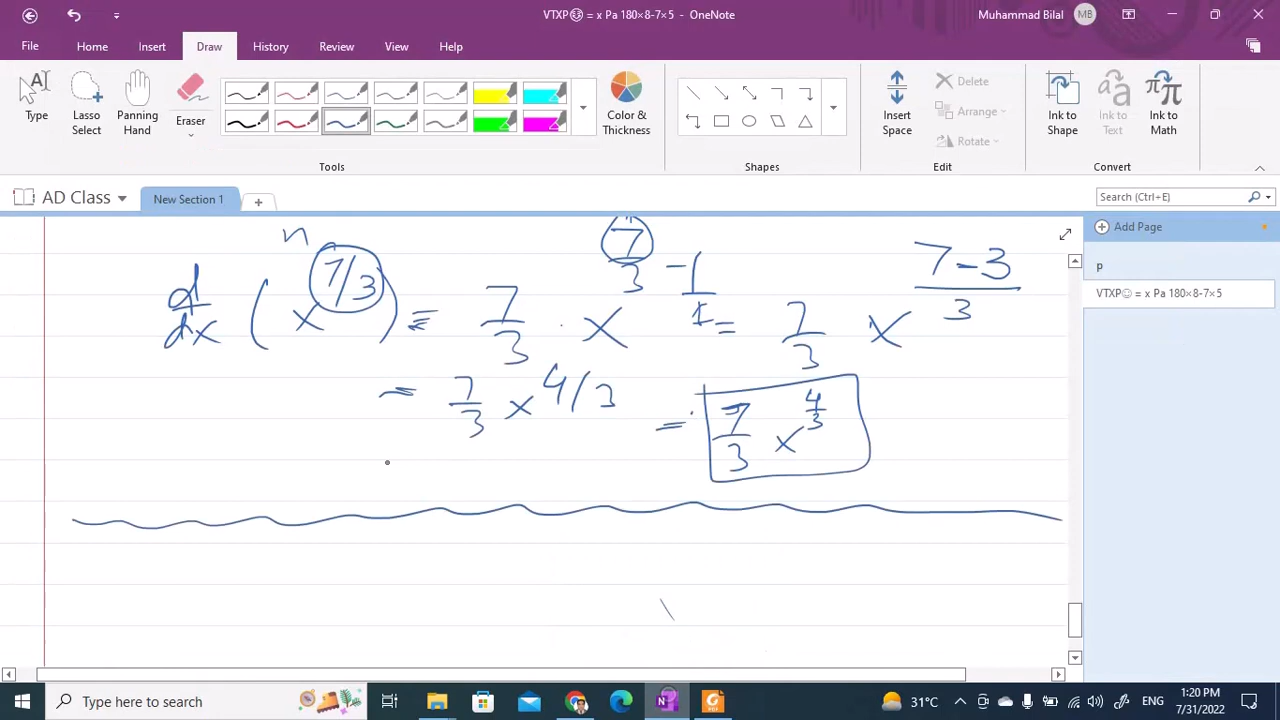 VTXP☺ = x Pa 180×8-7×5 - OneNote
Muhammad Bilal MB
File Home Insert Draw History Review View Help
Type
Lasso Select
Panning Hand
Eraser
Color & Thickness
Insert Space
Delete
Arrange
Rotate
Ink to Shape
Ink to Text
Ink to Math
Tools
Shapes
Edit
Convert
AD Class
New Section 1
Search (Ctrl+E)
Add Page
p
VTXP☺ = x Pa 180×8-7×5
n
d/dx (x^7/3) = 7/3 · x^(7/3 - 1/1) = 7/3 x^((7-3)/3)
= 7/3 x^4/3 = 7/3 x^4/3
Type here to search
31°C
ENG
1:20 PM
7/31/2022